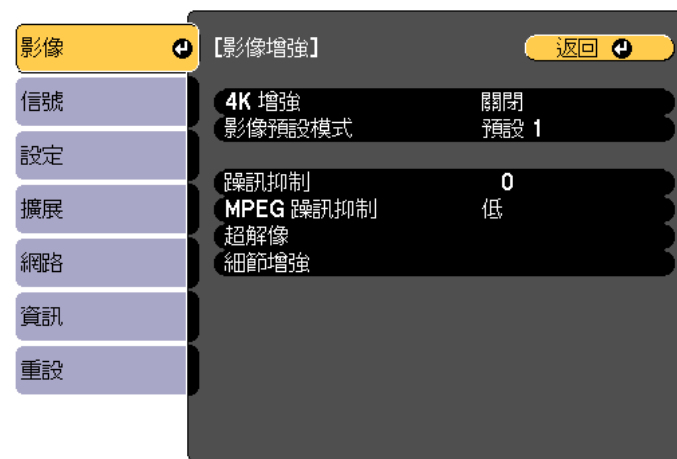 影像
信號
設定
擴展
網路
資訊
重設
[影像增強]
返回
4K 增強 關閉
影像預設模式 預設 1
躁訊抑制 0
MPEG 躁訊抑制 低
超解像
細節增強